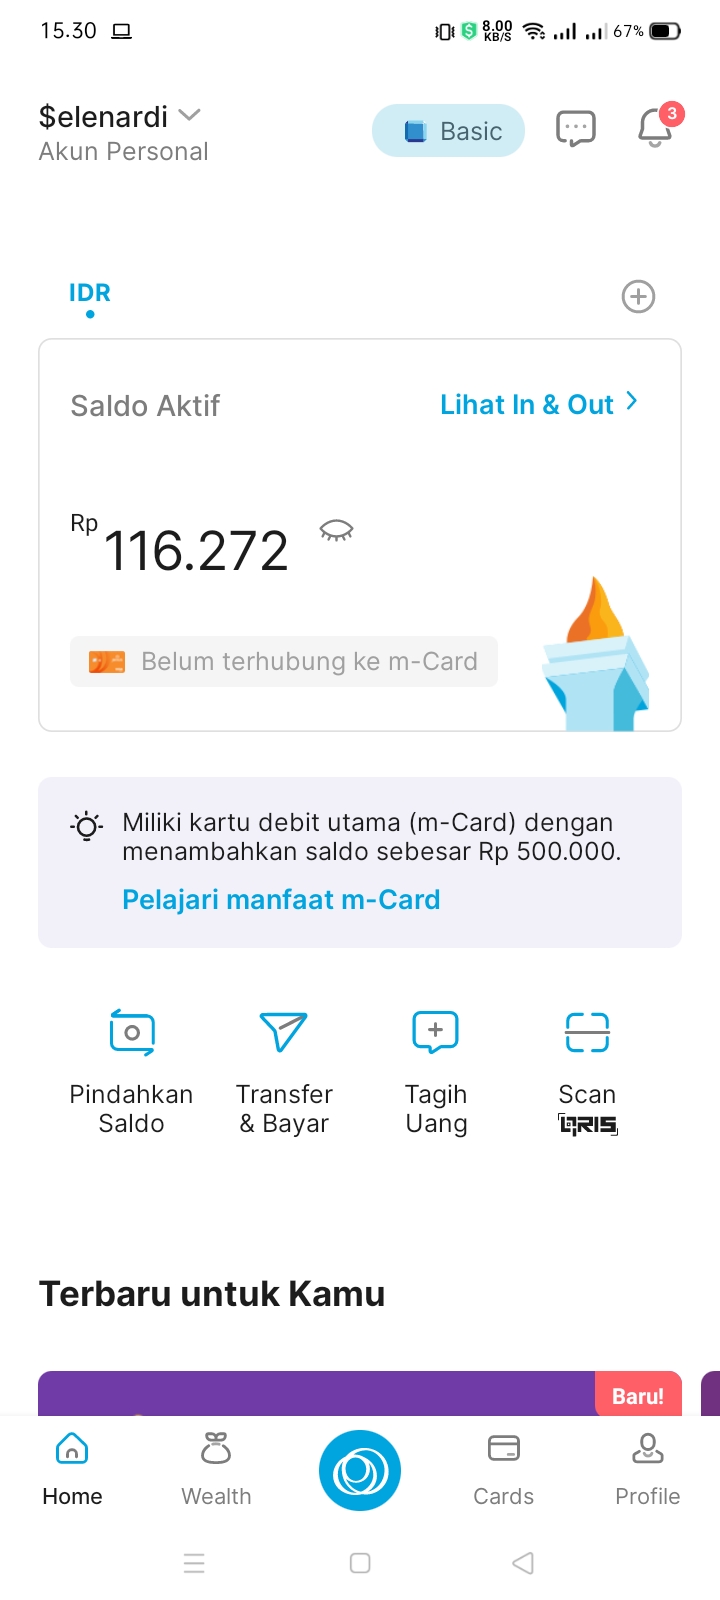 15.30
8.00
KB/S
67%
$elenardi
Akun Personal
Basic
3
IDR
Saldo Aktif
Lihat In & Out
Rp 116.272
Belum terhubung ke m-Card
Miliki kartu debit utama (m-Card) dengan
menambahkan saldo sebesar Rp 500.000.
Pelajari manfaat m-Card
Pindahkan
Saldo
Transfer
& Bayar
Tagih
Uang
Scan
QRIS
Terbaru untuk Kamu
Baru!
Home
Wealth
Cards
Profile